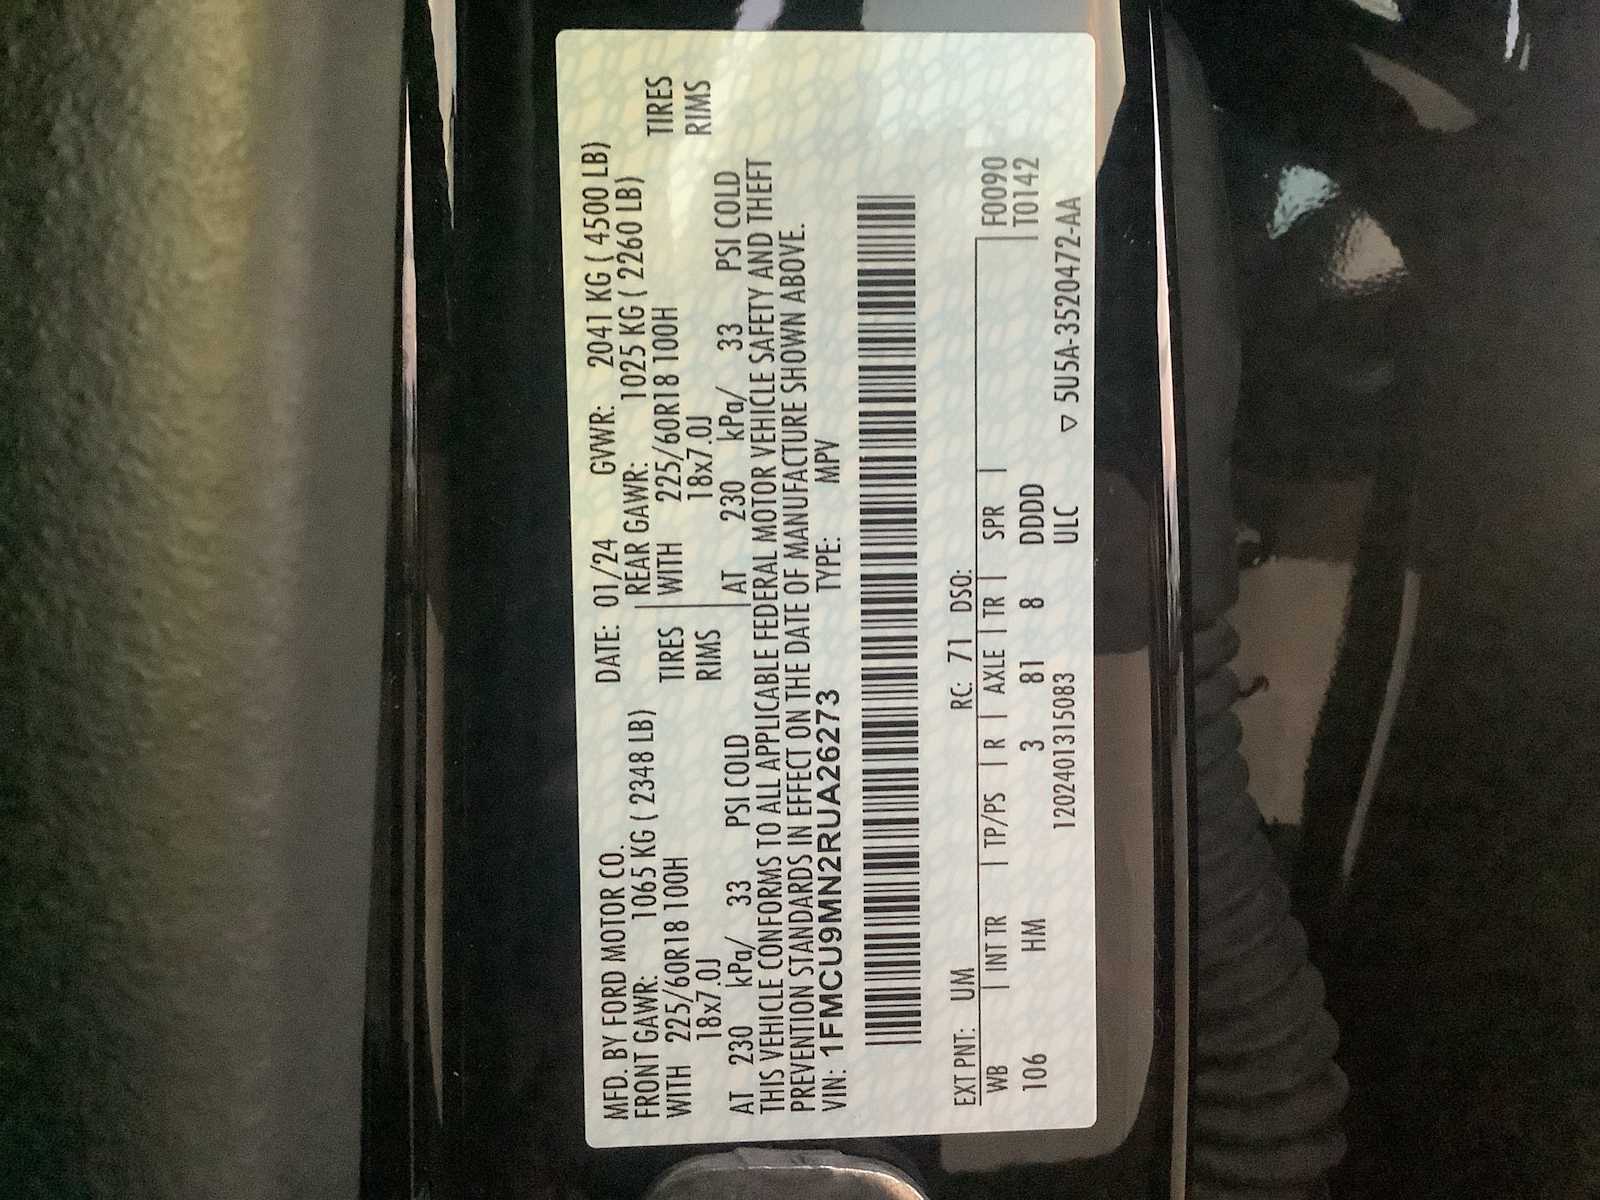 MFD. BY FORD MOTOR CO. DATE: 01/24 GVWR: 2041 KG ( 4500 LB)
FRONT GAWR: 1065 KG ( 2348 LB) REAR GAWR: 1025 KG ( 2260 LB)
WITH 225/60R18 100H TIRES WITH 225/60R18 100H TIRES
18x7.0J RIMS 18x7.0J RIMS
AT 230 kPa/ 33 PSI COLD AT 230 kPa/ 33 PSI COLD
THIS VEHICLE CONFORMS TO ALL APPLICABLE FEDERAL MOTOR VEHICLE SAFETY AND THEFT
PREVENTION STANDARDS IN EFFECT ON THE DATE OF MANUFACTURE SHOWN ABOVE.
VIN: 1FMCU9MN2RUA26273 TYPE: MPV
EXT PNT: UM RC: 71 DSO:
WB INT TR TP/PS R AXLE TR SPR F0090
106 HM 3 81 8 DDDD T0142
120240131508​3 ULC ▽ 5U5A-3520472-AA